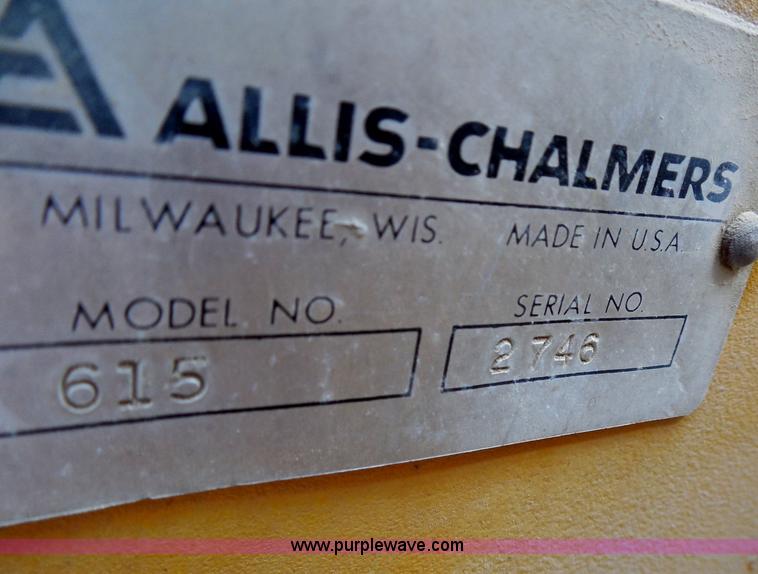 ALLIS-CHALMERS
MILWAUKEE, WIS. MADE IN U.S.A.
MODEL NO. SERIAL NO.
615 2746
www.purplewave.com